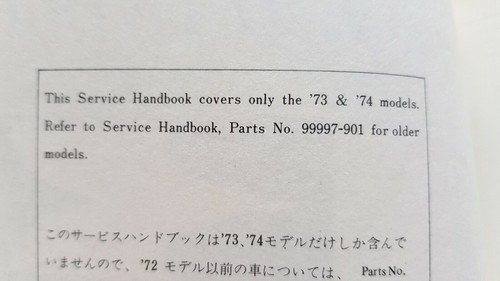 This Service Handbook covers only the '73 & '74 models.
Refer to Service Handbook, Parts No. 99997-901 for older
models.
このサービスハンドブックは'73、'74モデルだけしか含んで
いませんので、'72 モデル以前の車については、 Parts No.